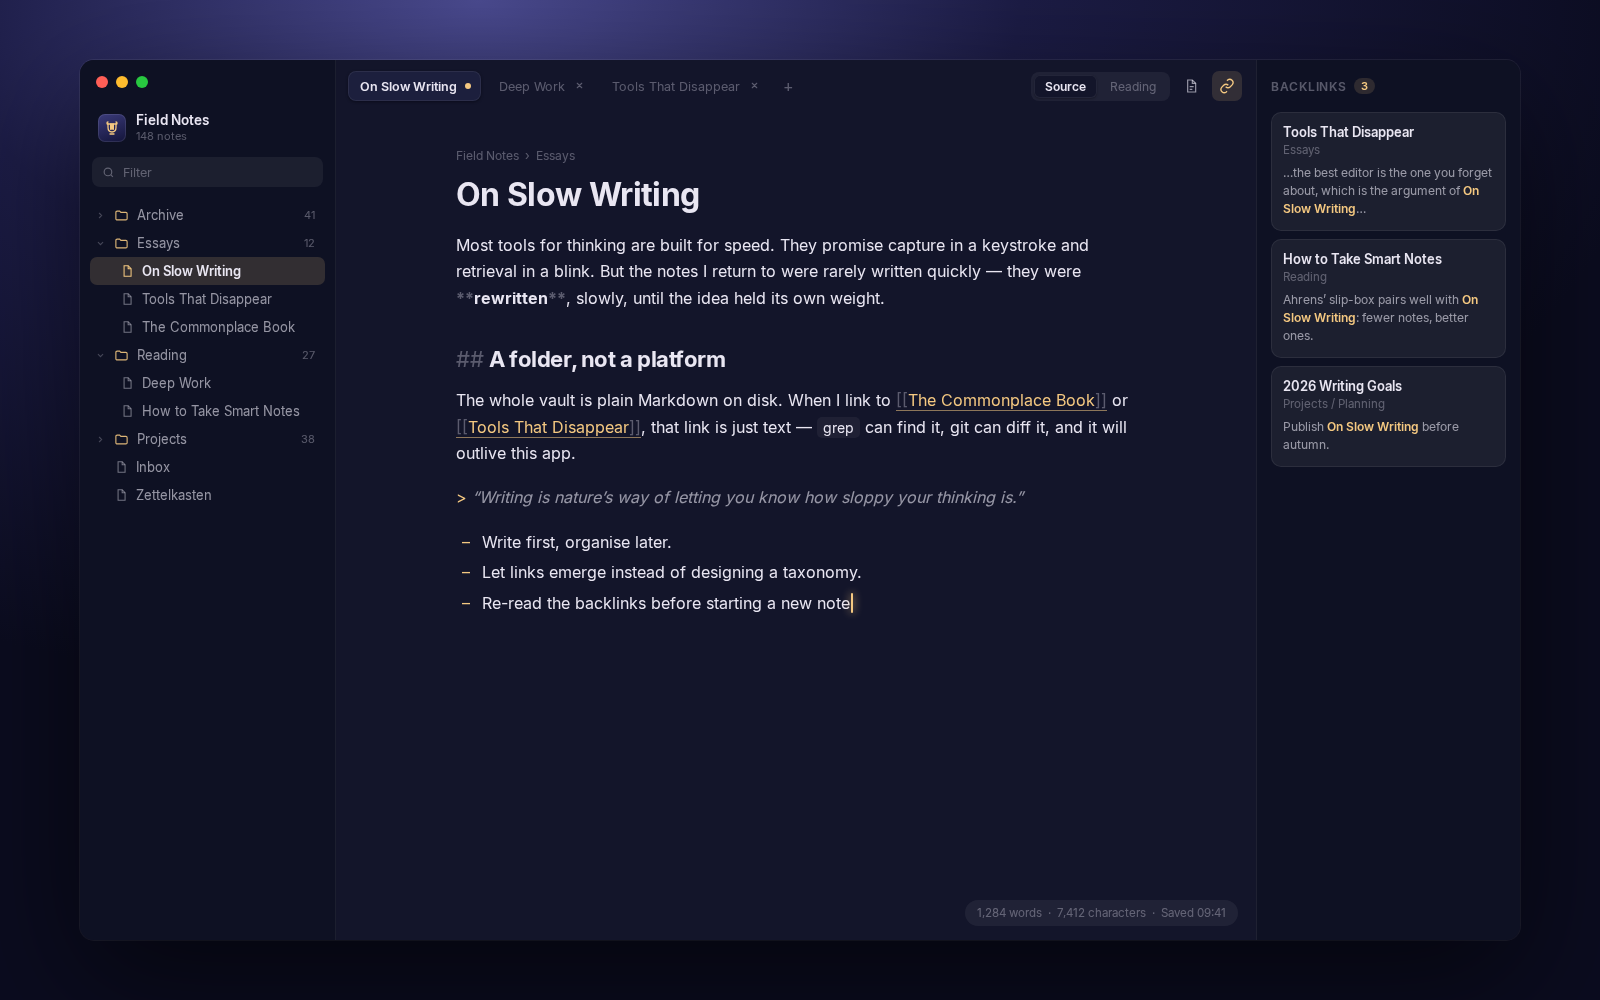 Field Notes
148 notes
Filter
Archive 41
Essays 12
On Slow Writing
Tools That Disappear
The Commonplace Book
Reading 27
Deep Work
How to Take Smart Notes
Projects 38
Inbox
Zettelkasten
On Slow Writing Deep Work × Tools That Disappear × +
Source Reading
Field Notes › Essays
On Slow Writing
Most tools for thinking are built for speed. They promise capture in a keystroke and
retrieval in a blink. But the notes I return to were rarely written quickly — they were
**rewritten**, slowly, until the idea held its own weight.
## A folder, not a platform
The whole vault is plain Markdown on disk. When I link to [[The Commonplace Book]] or
[[Tools That Disappear]], that link is just text — grep can find it, git can diff it, and it will
outlive this app.
> “Writing is nature’s way of letting you know how sloppy your thinking is.”
– Write first, organise later.
– Let links emerge instead of designing a taxonomy.
– Re-read the backlinks before starting a new note
1,284 words · 7,412 characters · Saved 09:41
BACKLINKS 3
Tools That Disappear
Essays
…the best editor is the one you forget
about, which is the argument of On
Slow Writing…
How to Take Smart Notes
Reading
Ahrens’ slip-box pairs well with On
Slow Writing: fewer notes, better
ones.
2026 Writing Goals
Projects / Planning
Publish On Slow Writing before
autumn.